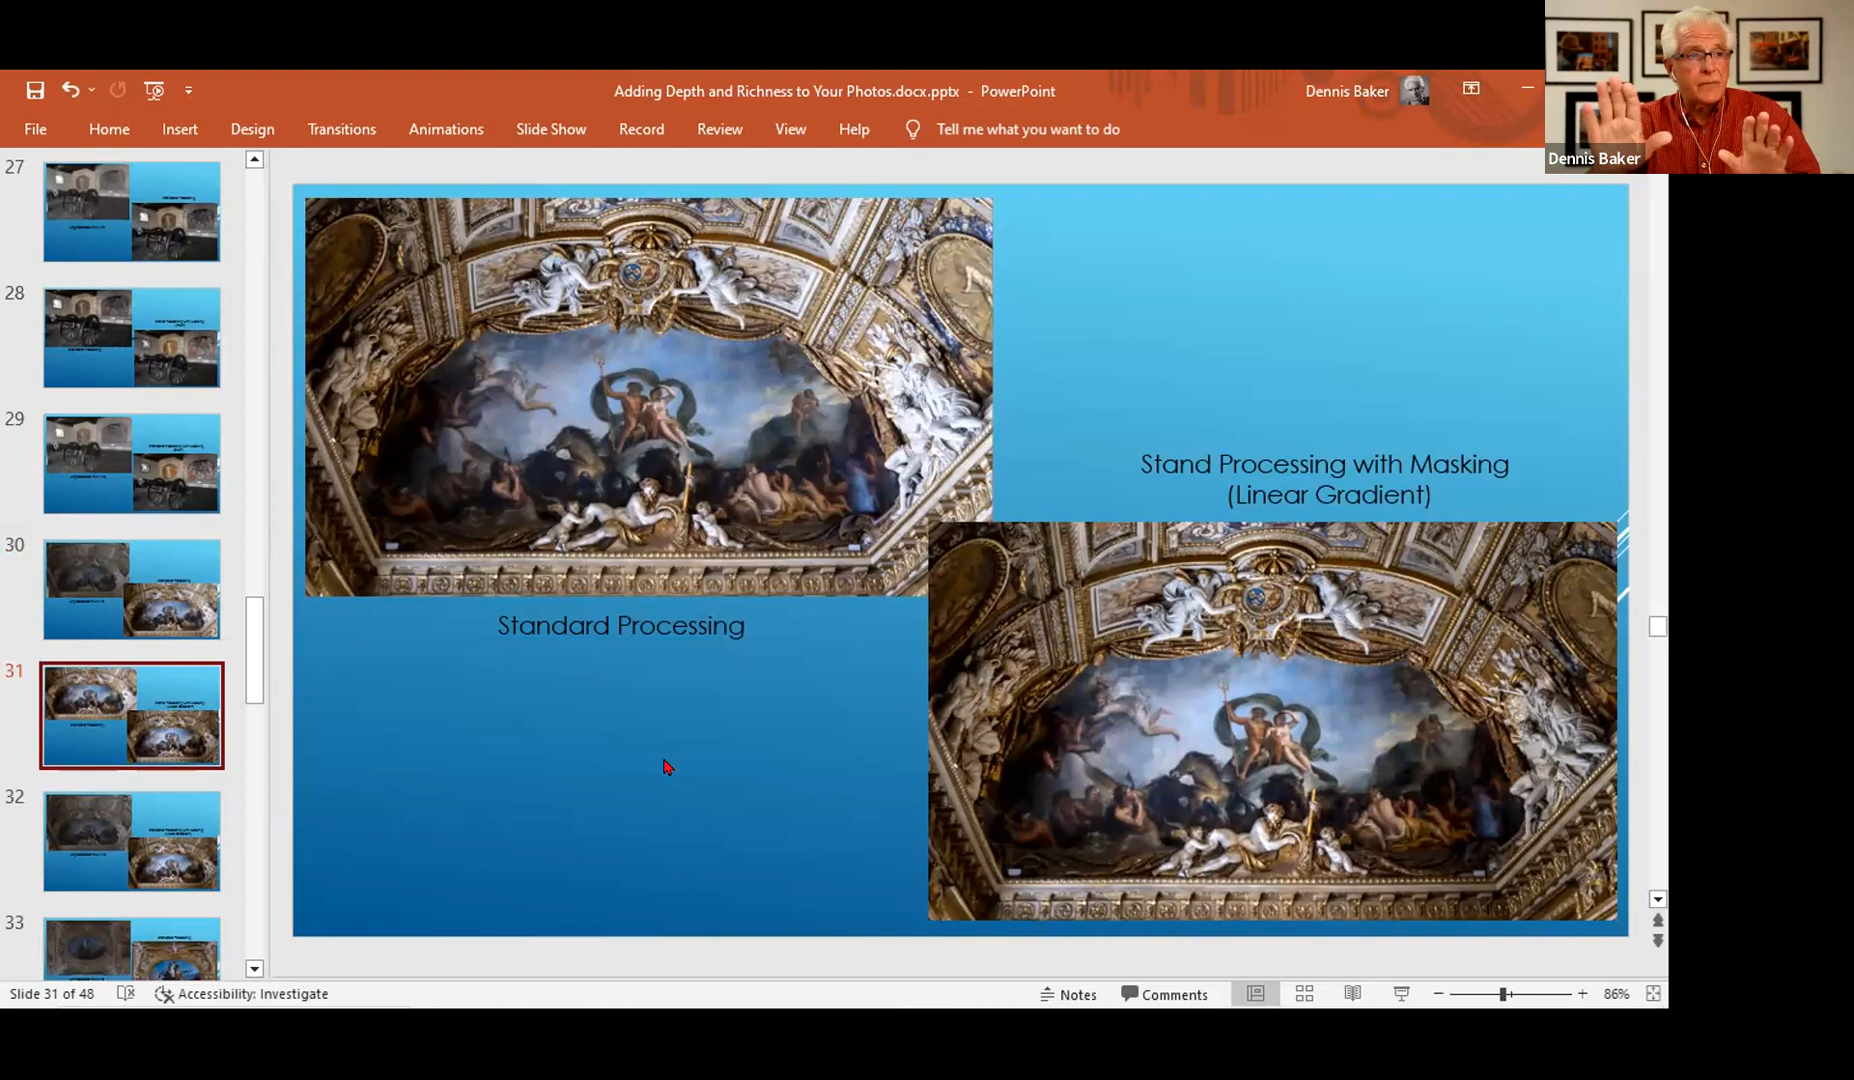 Adding Depth and Richness to Your Photos.docx.pptx - PowerPoint
Dennis Baker
File Home Insert Design Transitions Animations Slide Show Record Review View Help Tell me what you want to do
Dennis Baker
27
28
29
30
31
32
33
Stand Processing with Masking
(Linear Gradient)
Standard Processing
Slide 31 of 48 Accessibility: Investigate Notes Comments 86%